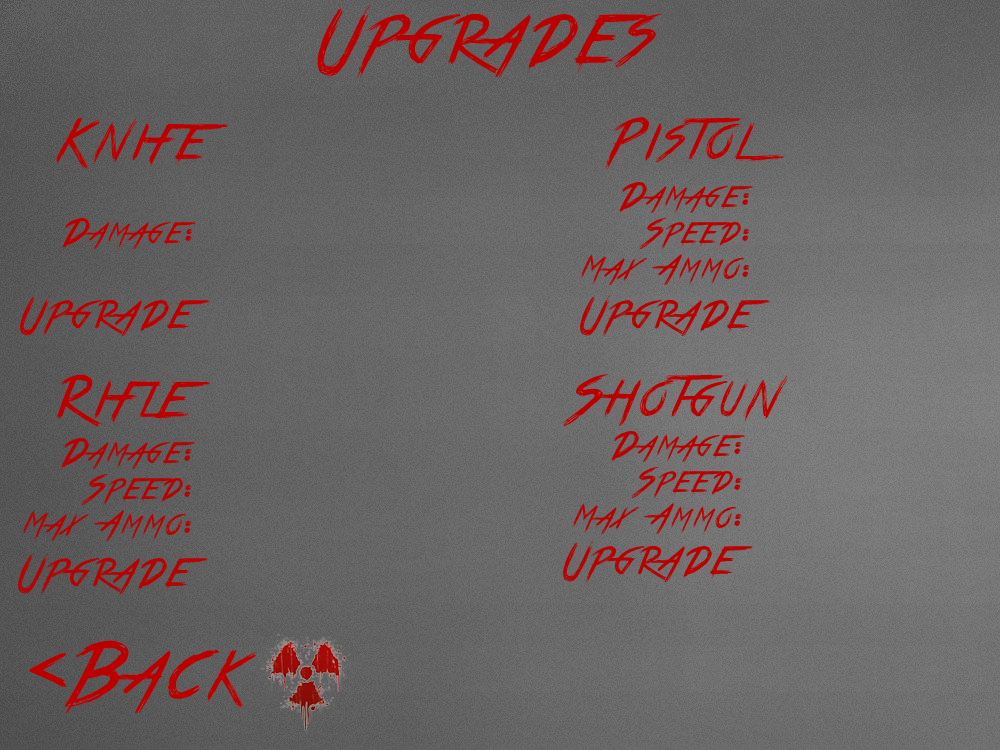 UPGRADES
KNIFE
DAMAGE:
UPGRADE
PISTOL
DAMAGE:
SPEED:
MAX AMMO:
UPGRADE
RIFLE
DAMAGE:
SPEED:
MAX AMMO:
UPGRADE
SHOTGUN
DAMAGE:
SPEED:
MAX AMMO:
UPGRADE
<BACK